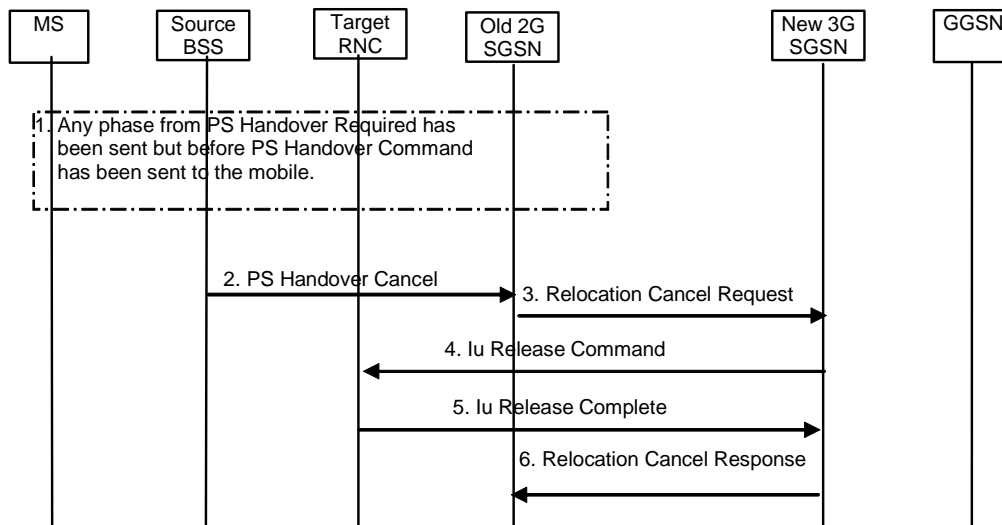 MS
Source
BSS
Target
RNC
Old 2G
SGSN
New 3G
SGSN
GGSN
1. Any phase from PS Handover Required has
been sent but before PS Handover Command
has been sent to the mobile.
2. PS Handover Cancel
3. Relocation Cancel Request
4. Iu Release Command
5. Iu Release Complete
6. Relocation Cancel Response